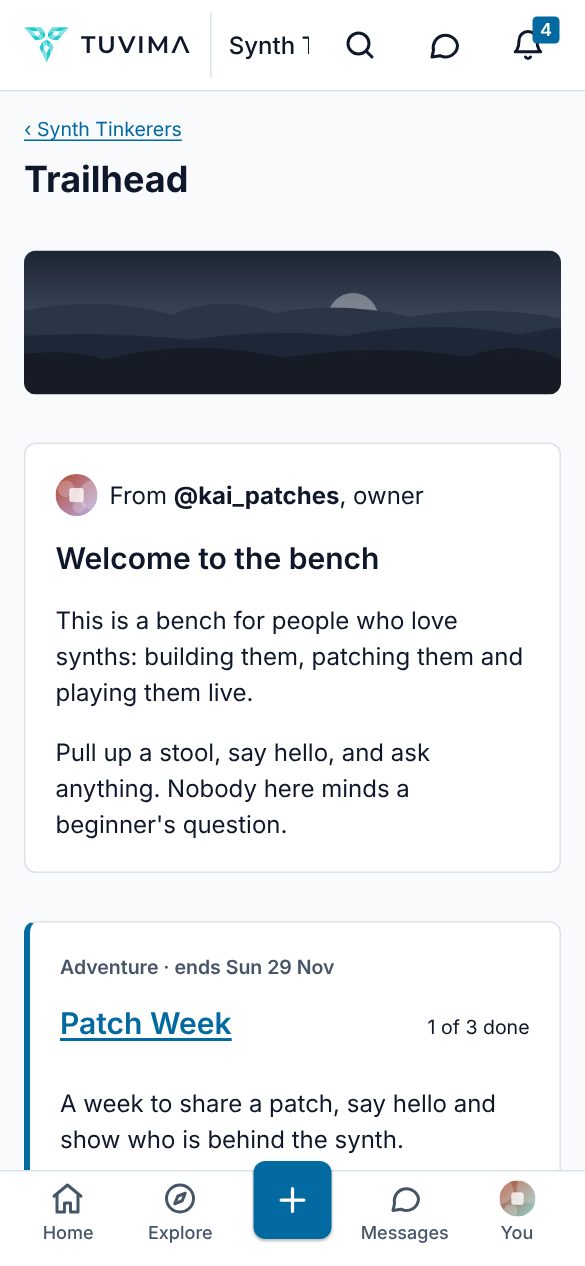 TUVIMA
Synth
4
‹ Synth Tinkerers
Trailhead
From @kai_patches, owner
Welcome to the bench
This is a bench for people who love
synths: building them, patching them and
playing them live.
Pull up a stool, say hello, and ask
anything. Nobody here minds a
beginner's question.
Adventure · ends Sun 29 Nov
Patch Week
1 of 3 done
A week to share a patch, say hello and
show who is behind the synth.
Home
Explore
Messages
You